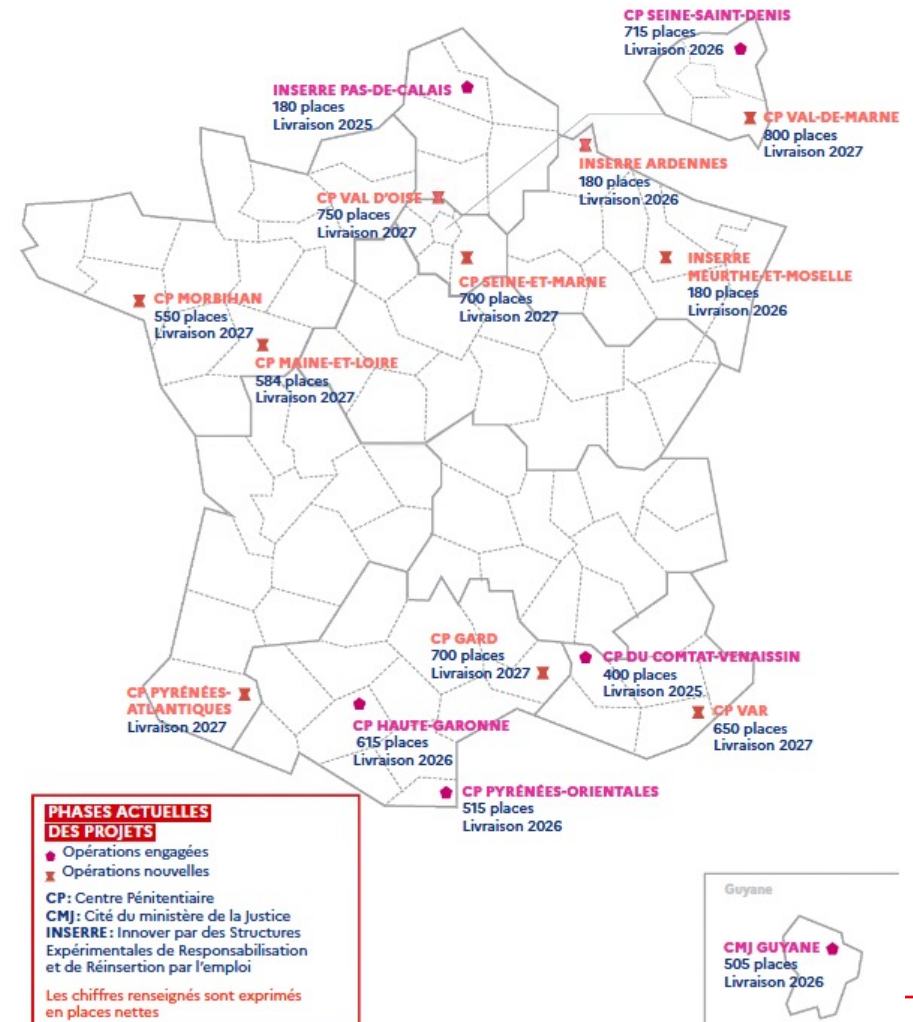 CP SEINE-SAINT-DENIS
715 places
Livraison 2026
INSERRE PAS-DE-CALAIS
180 places
Livraison 2025
CP VAL-DE-MARNE
800 places
Livraison 2027
INSERRE ARDENNES
180 places
Livraison 2026
CP VAL D'OISE
750 places
Livraison 2027
CP SEINE-ET-MARNE
700 places
Livraison 2027
INSERRE
MEURTHE-ET-MOSELLE
180 places
Livraison 2026
CP MORBIHAN
550 places
Livraison 2027
CP MAINE-ET-LOIRE
584 places
Livraison 2027
CP GARD
700 places
Livraison 2027
CP DU COMTAT-VENAISSIN
400 places
Livraison 2025
CP PYRÉNÉES-
ATLANTIQUES
Livraison 2027
CP HAUTE-GARONNE
615 places
Livraison 2026
CP VAR
650 places
Livraison 2027
CP PYRÉNÉES-ORIENTALES
515 places
Livraison 2026
PHASES ACTUELLES
DES PROJETS
Opérations engagées
Opérations nouvelles
CP : Centre Pénitentiaire
CMJ : Cité du ministère de la Justice
INSERRE : Innover par des Structures
Expérimentales de Responsabilisation
et de Réinsertion par l'emploi
Les chiffres renseignés sont exprimés
en places nettes
Guyane
CMJ GUYANE
505 places
Livraison 2026